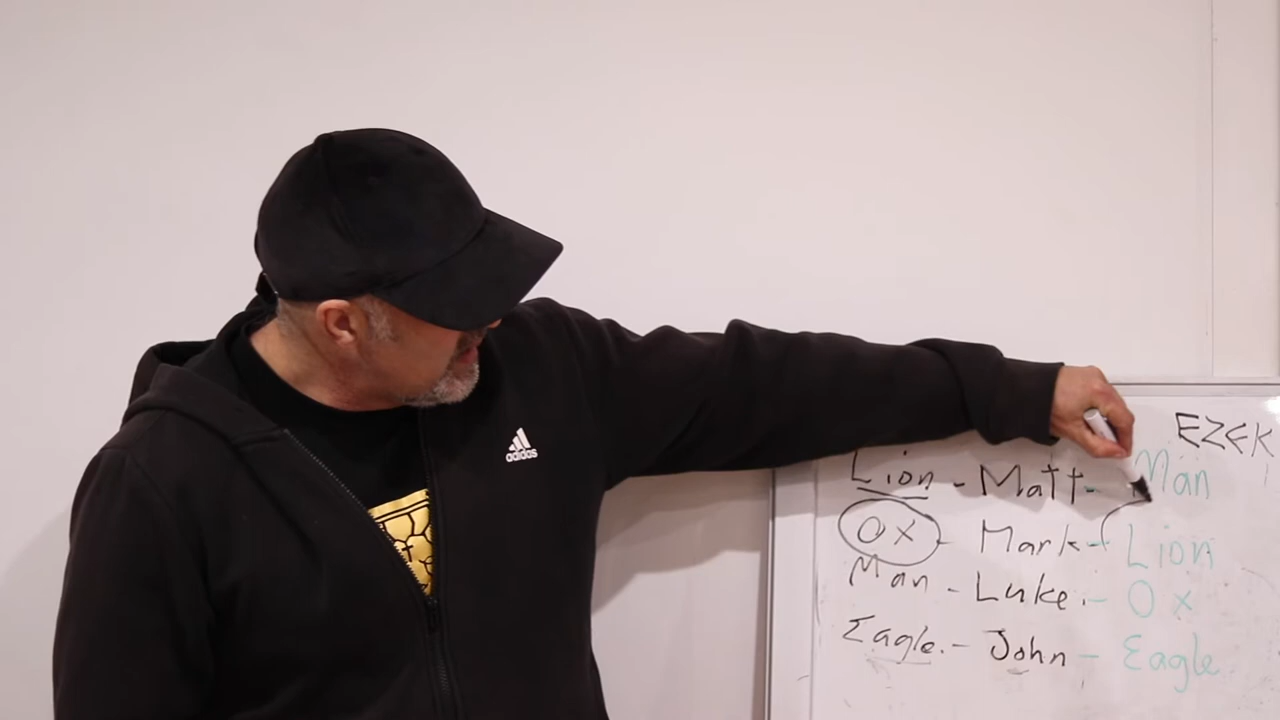 adidas
EZEK
Lion - Matt - Man
OX - Mark - Lion
Man - Luke. - Ox
Eagle. - John - Eagle